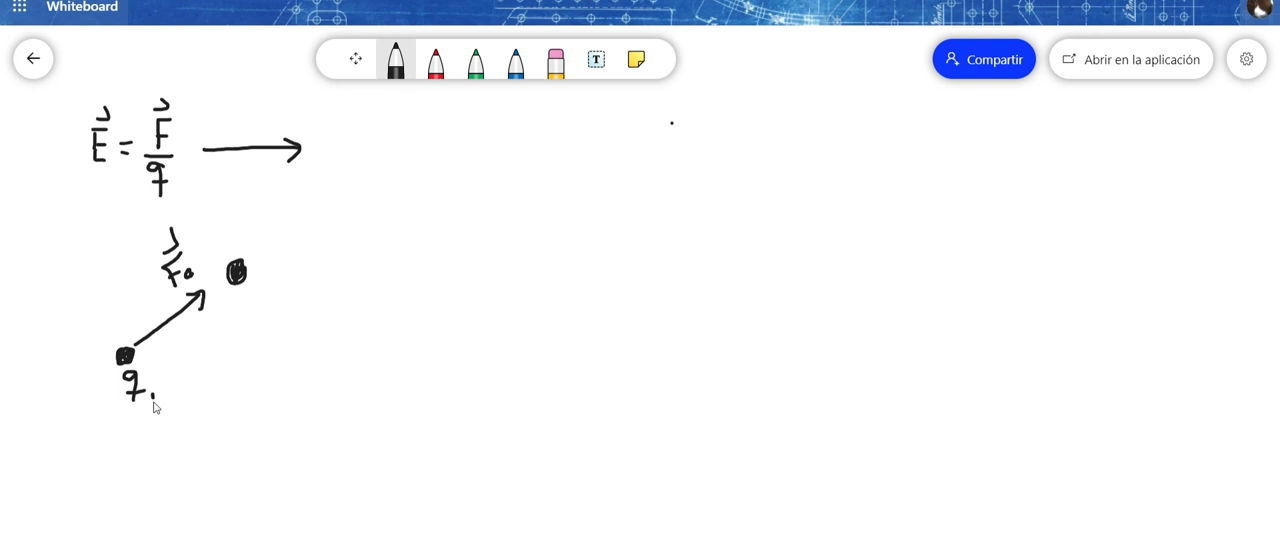 Whiteboard
T
Compartir
Abrir en la aplicación
E⃗ = F⃗ / q
q.